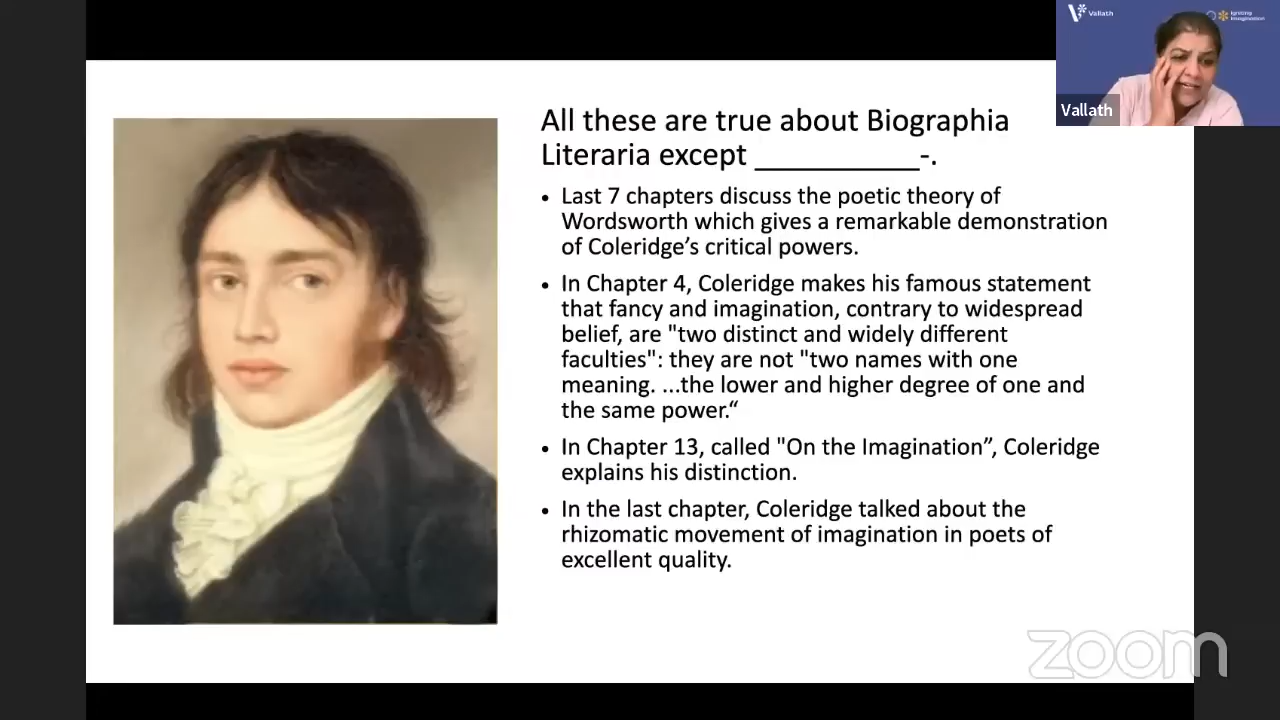 Vallath
Igniting
Imagination
Vallath
All these are true about Biographia
Literaria except ___________-.
• Last 7 chapters discuss the poetic theory of
Wordsworth which gives a remarkable demonstration
of Coleridge’s critical powers.
• In Chapter 4, Coleridge makes his famous statement
that fancy and imagination, contrary to widespread
belief, are "two distinct and widely different
faculties": they are not "two names with one
meaning. ...the lower and higher degree of one and
the same power.“
• In Chapter 13, called "On the Imagination”, Coleridge
explains his distinction.
• In the last chapter, Coleridge talked about the
rhizomatic movement of imagination in poets of
excellent quality.
zoom